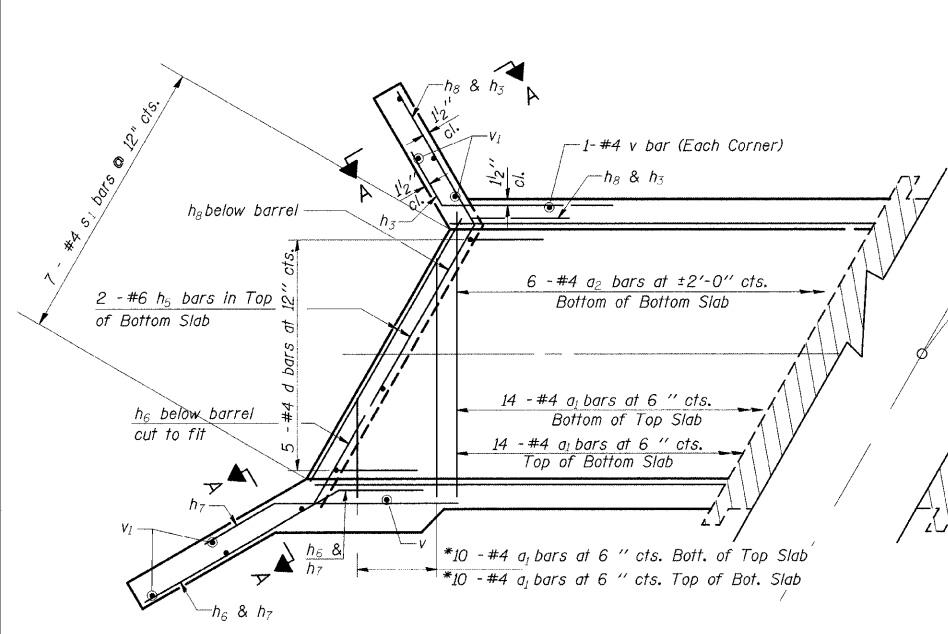 h8 & h3
A
1½" cl.
v1
1-#4 v bar (Each Corner)
7 - #4 s1 bars @ 12" cts.
A
1½" cl.
1½" cl.
h8 & h3
h3
h8 below barrel
6 - #4 a2 bars at ±2'-0" cts.
Bottom of Bottom Slab
2 - #6 h5 bars in Top
of Bottom Slab
5 - #4 d bars at 12" cts.
h6 below barrel
cut to fit
14 - #4 a1 bars at 6 " cts.
Bottom of Top Slab
14 - #4 a1 bars at 6 " cts.
Top of Bottom Slab
A
h7
v1
h6 &
h7
v
A
*10 - #4 a1 bars at 6 " cts. Bott. of Top Slab
*10 - #4 a1 bars at 6 " cts. Top of Bot. Slab
h6 & h7